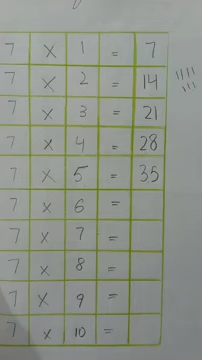 7 × 1 = 7
7 × 2 = 14
7 × 3 = 21
7 × 4 = 28
7 × 5 = 35
7 × 6 =
7 × 7 =
7 × 8 =
7 × 9 =
7 × 10 =